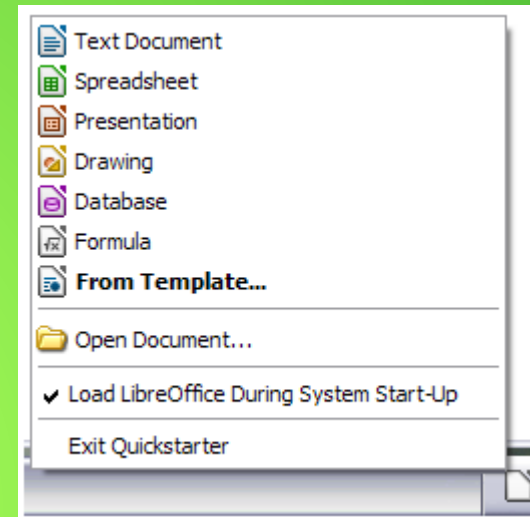 Text Document
Spreadsheet
Presentation
Drawing
Database
Formula
From Template...
Open Document...
Load LibreOffice During System Start-Up
Exit Quickstarter